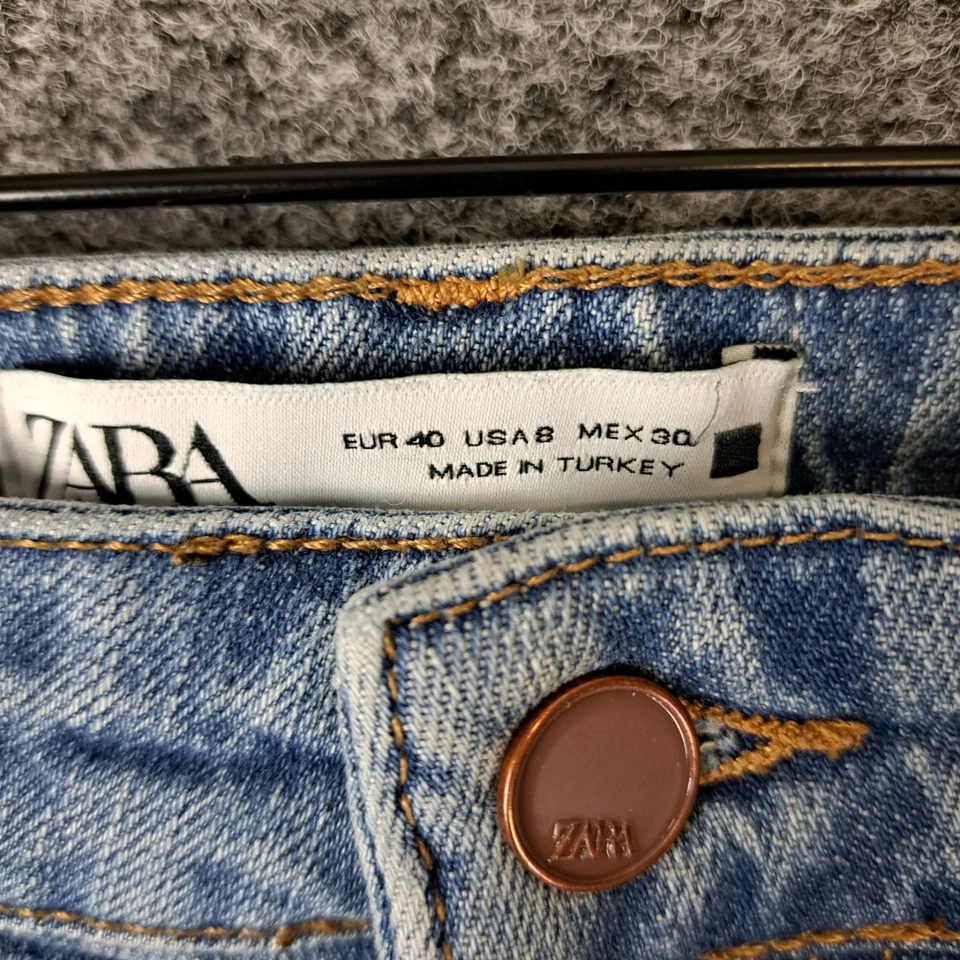 ZARA
EUR 40 USA 8 MEX 30
MADE IN TURKEY
ZARA